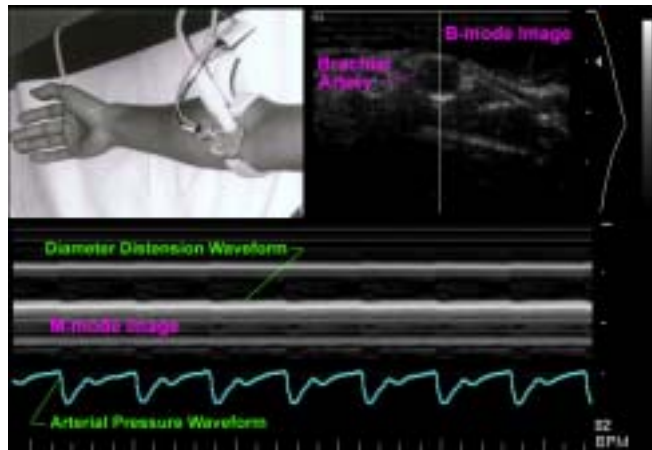 B-mode Image
Brachial
Artery
Diameter Distension Waveform
M-mode Image
Arterial Pressure Waveform
82
BPM